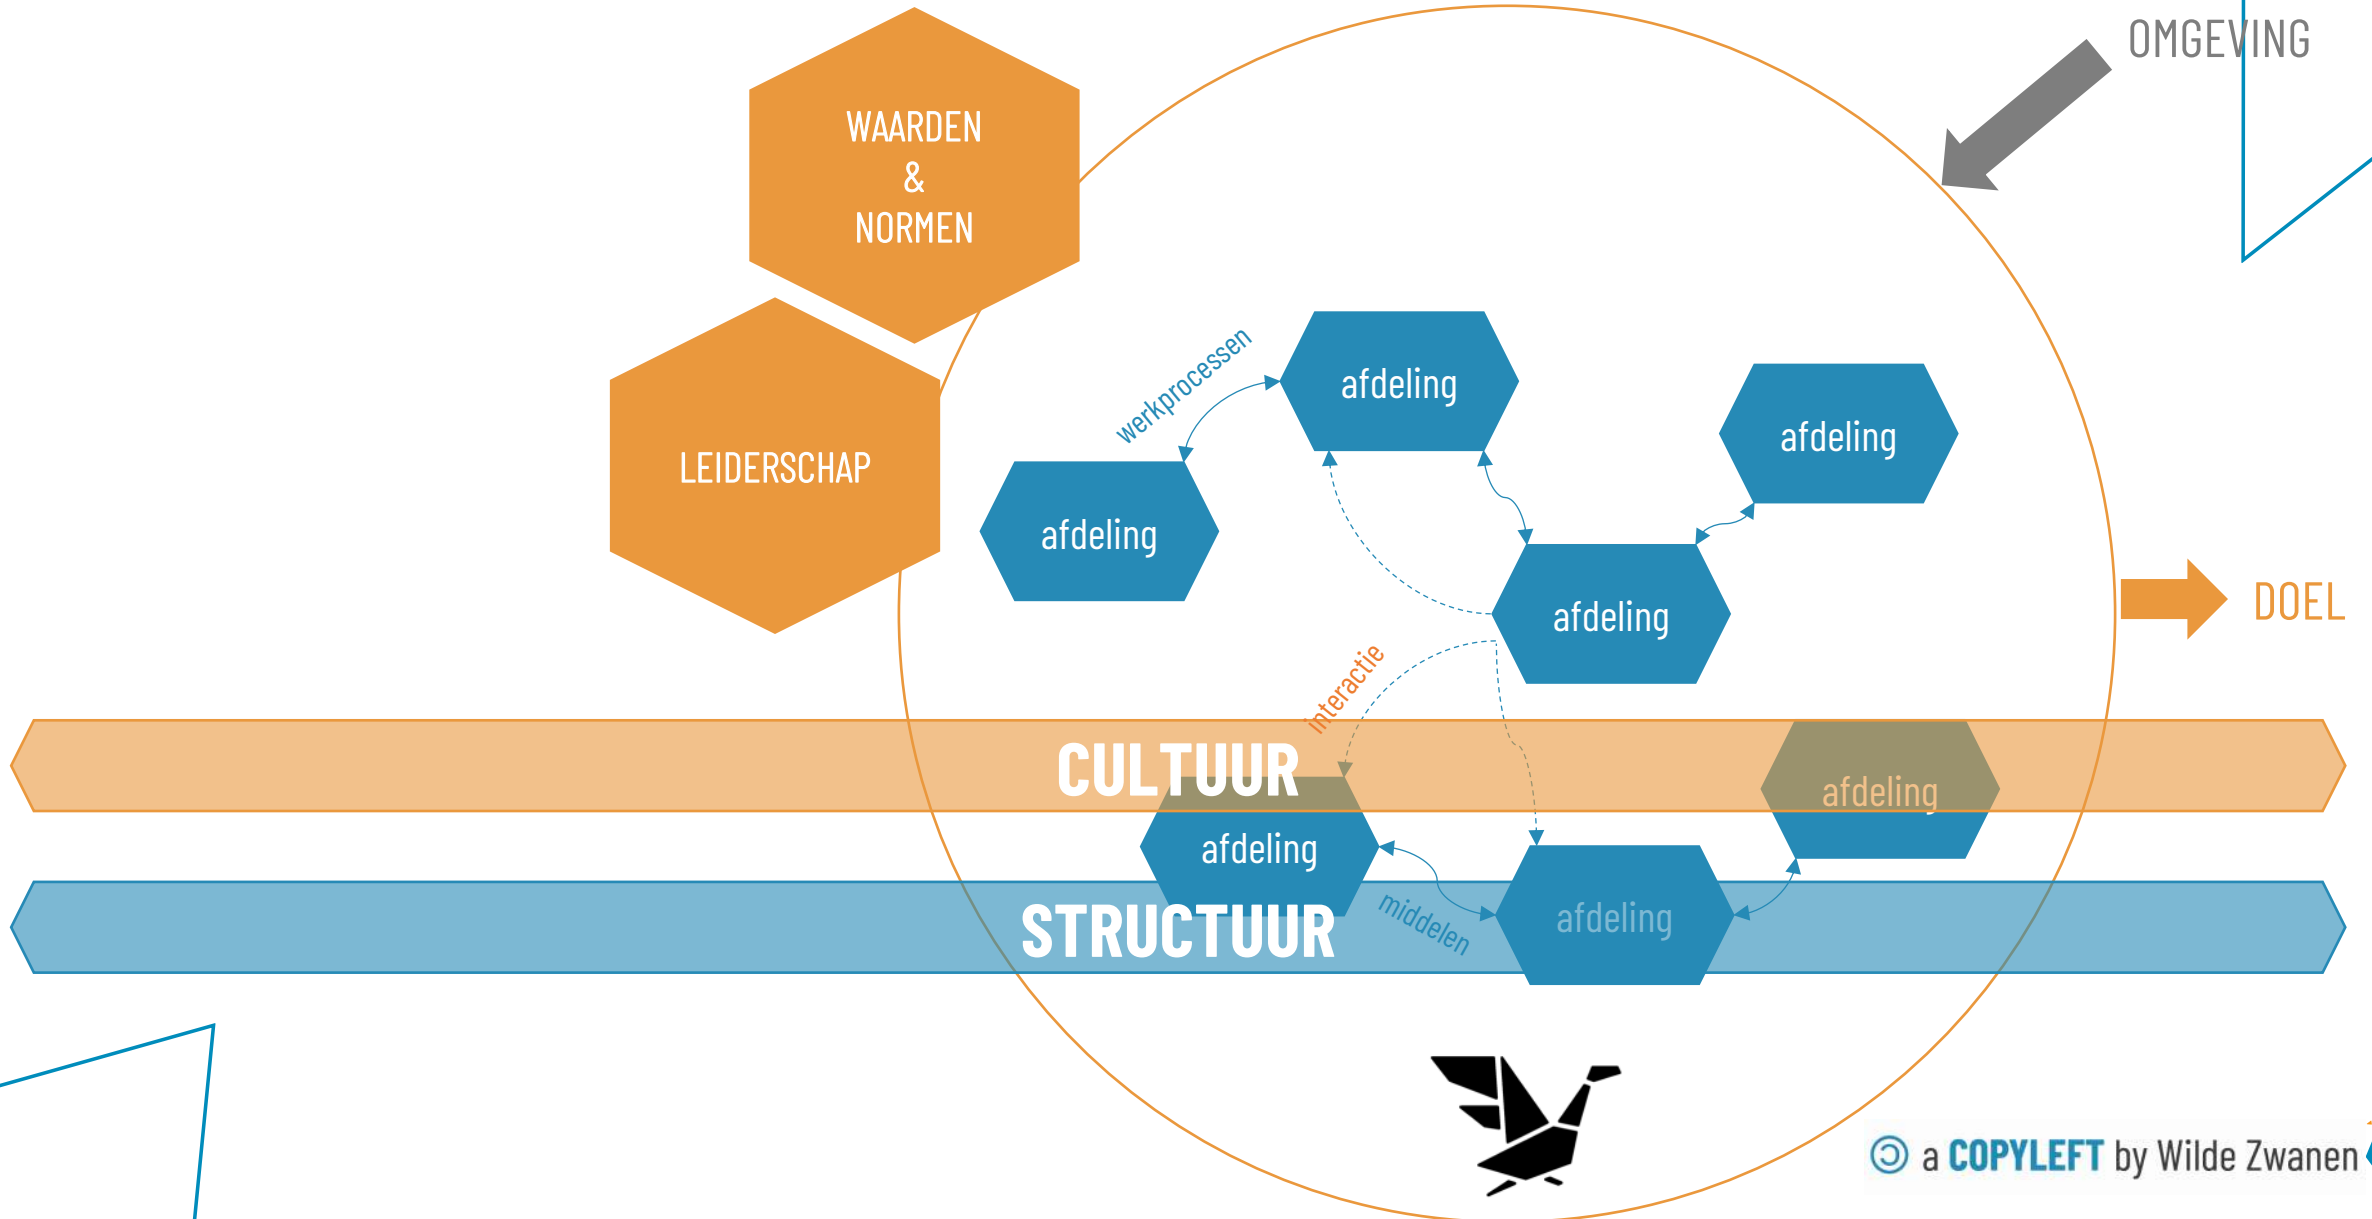 OMGEVING
WAARDEN
&
NORMEN
werkprocessen
afdeling
afdeling
LEIDERSCHAP
afdeling
DOEL
afdeling
interactie
CULTUUR
afdeling
afdeling
middelen
afdeling
STRUCTUUR
🄯 a COPYLEFT by Wilde Zwanen